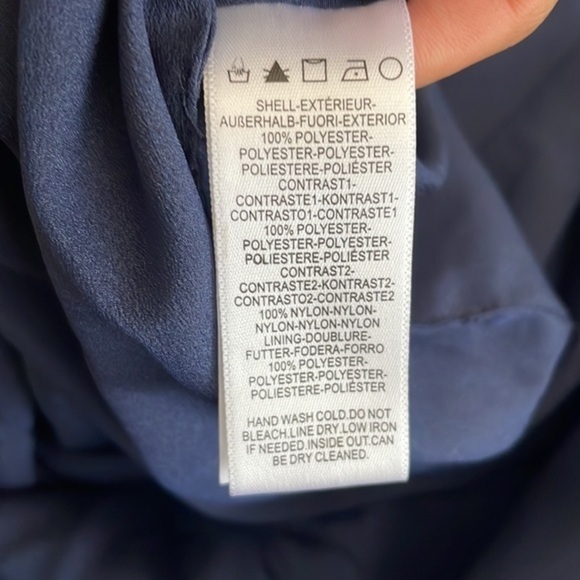 SHELL-EXTÉRIEUR-
AUßERHALB-FUORI-EXTERIOR
100% POLYESTER-
POLYESTER-POLYESTER-
POLIESTERE-POLIÉSTER
CONTRAST1-
CONTRASTE1-KONTRAST1-
CONTRASTO1-CONTRASTE1
100% POLYESTER-
POLYESTER-POLYESTER-
POLIESTERE-POLIÉSTER
CONTRAST2-
CONTRASTE2-KONTRAST2-
CONTRASTO2-CONTRASTE2
100% NYLON-NYLON-
NYLON-NYLON-NYLON
LINING-DOUBLURE-
FUTTER-FODERA-FORRO
100% POLYESTER-
POLYESTER-POLYESTER-
POLIESTERE-POLIÉSTER
HAND WASH COLD.DO NOT
BLEACH.LINE DRY.LOW IRON
IF NEEDED.INSIDE OUT.CAN
BE DRY CLEANED.